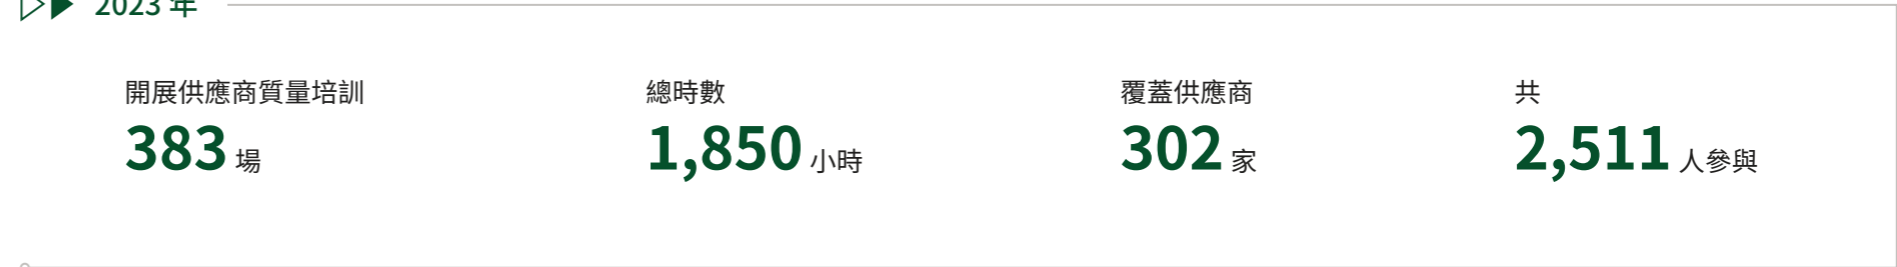 2023 年
開展供應商質量培訓
383 場
總時數
1,850 小時
覆蓋供應商
302 家
共
2,511 人參與